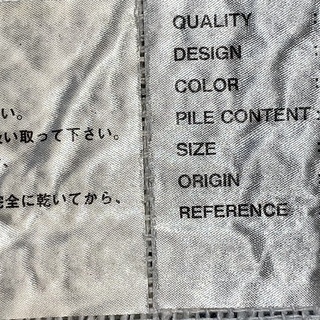 い。
い取って下さい。
、
全に乾いてから、
QUALITY :
DESIGN :
COLOR :
PILE CONTENT :
SIZE :
ORIGIN :
REFERENCE